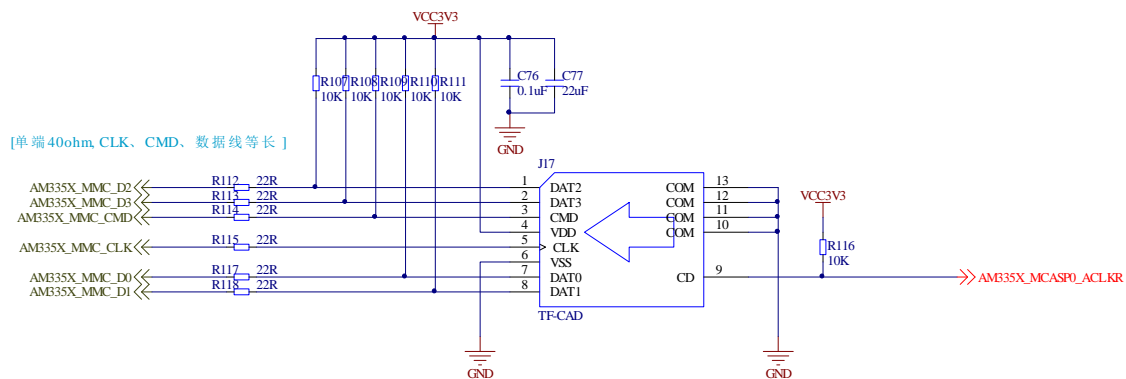 VCC3V3
R107 R108 R109 R110 R111 C76 C77
10K 10K 10K 10K 10K 0.1uF 22uF
GND
[单端40ohm, CLK、CMD、数据线等长 ]
J17
AM335X_MMC_D2 R112 22R 1 DAT2 COM 13
AM335X_MMC_D3 R113 22R 2 DAT3 COM 12 VCC3V3
AM335X_MMC_CMD R114 22R 3 CMD COM 11
4 VDD COM 10
AM335X_MMC_CLK R115 22R 5 CLK R116
6 VSS 10K
AM335X_MMC_D0 R117 22R 7 DAT0 CD 9 AM335X_MCASP0_ACLKR
AM335X_MMC_D1 R118 22R 8 DAT1
TF-CAD
GND GND